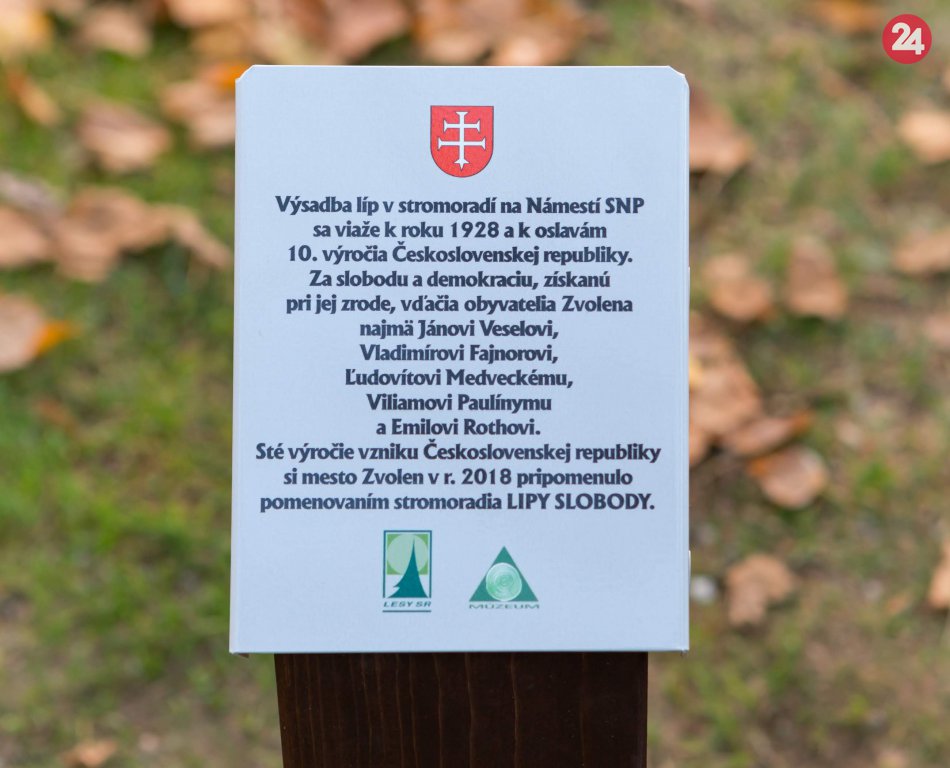 24
Výsadba líp v stromoradí na Námestí SNP
sa viaže k roku 1928 a k oslavám
10. výročia Československej republiky.
Za slobodu a demokraciu, získanú
pri jej zrode, vďačia obyvatelia Zvolena
najmä Jánovi Veselovi,
Vladimírovi Fajnorovi,
Ľudovítovi Medveckému,
Viliamovi Paulínymu
a Emilovi Rothovi.
Sté výročie vzniku Československej republiky
si mesto Zvolen v r. 2018 pripomenulo
pomenovaním stromoradia LIPY SLOBODY.
LESY SR
MÚZEUM